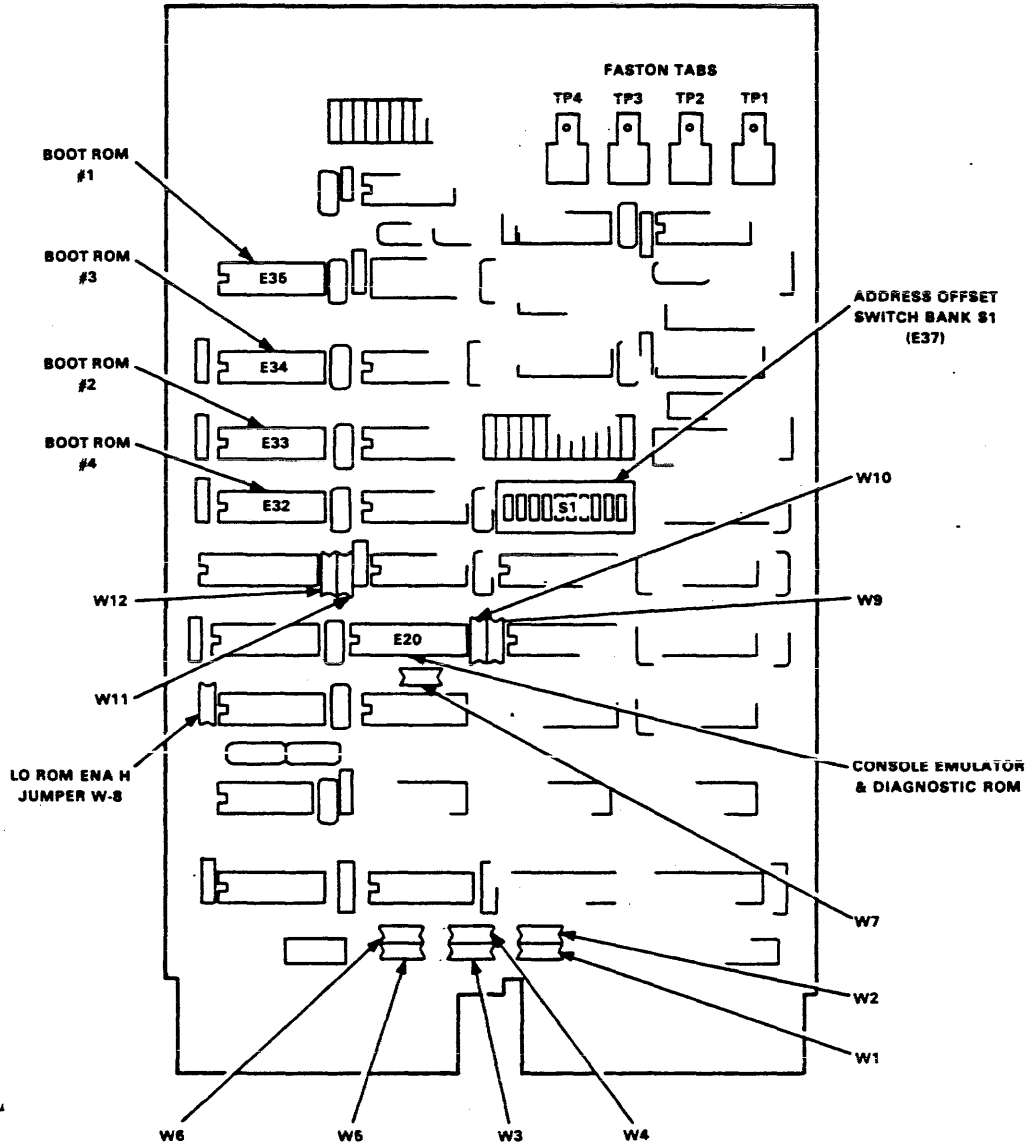 FASTON TABS
TP4 TP3 TP2 TP1
BOOT ROM
#1
BOOT ROM
#3
BOOT ROM
#2
BOOT ROM
#4
E35
E34
E33
E32
ADDRESS OFFSET
SWITCH BANK S1
(E37)
S1
W10
W12
W9
E20
W11
LO ROM ENA H
JUMPER W-8
CONSOLE EMULATOR
& DIAGNOSTIC ROM
W7
W2
W1
W6 W5 W3 W4